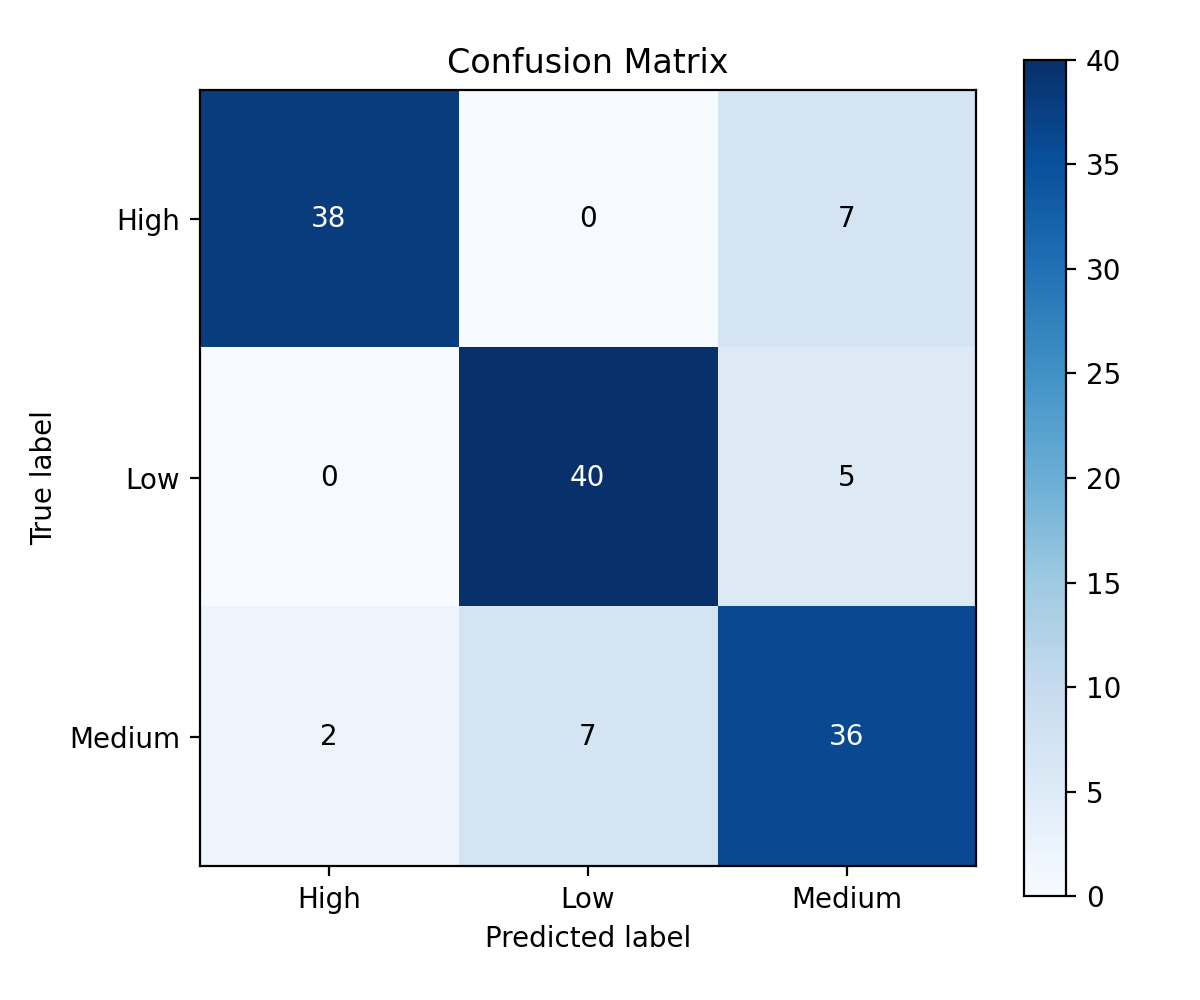 Confusion Matrix
True label
High
Low
Medium
38 0 7
0 40 5
2 7 36
High Low Medium
Predicted label
40
35
30
25
20
15
10
5
0